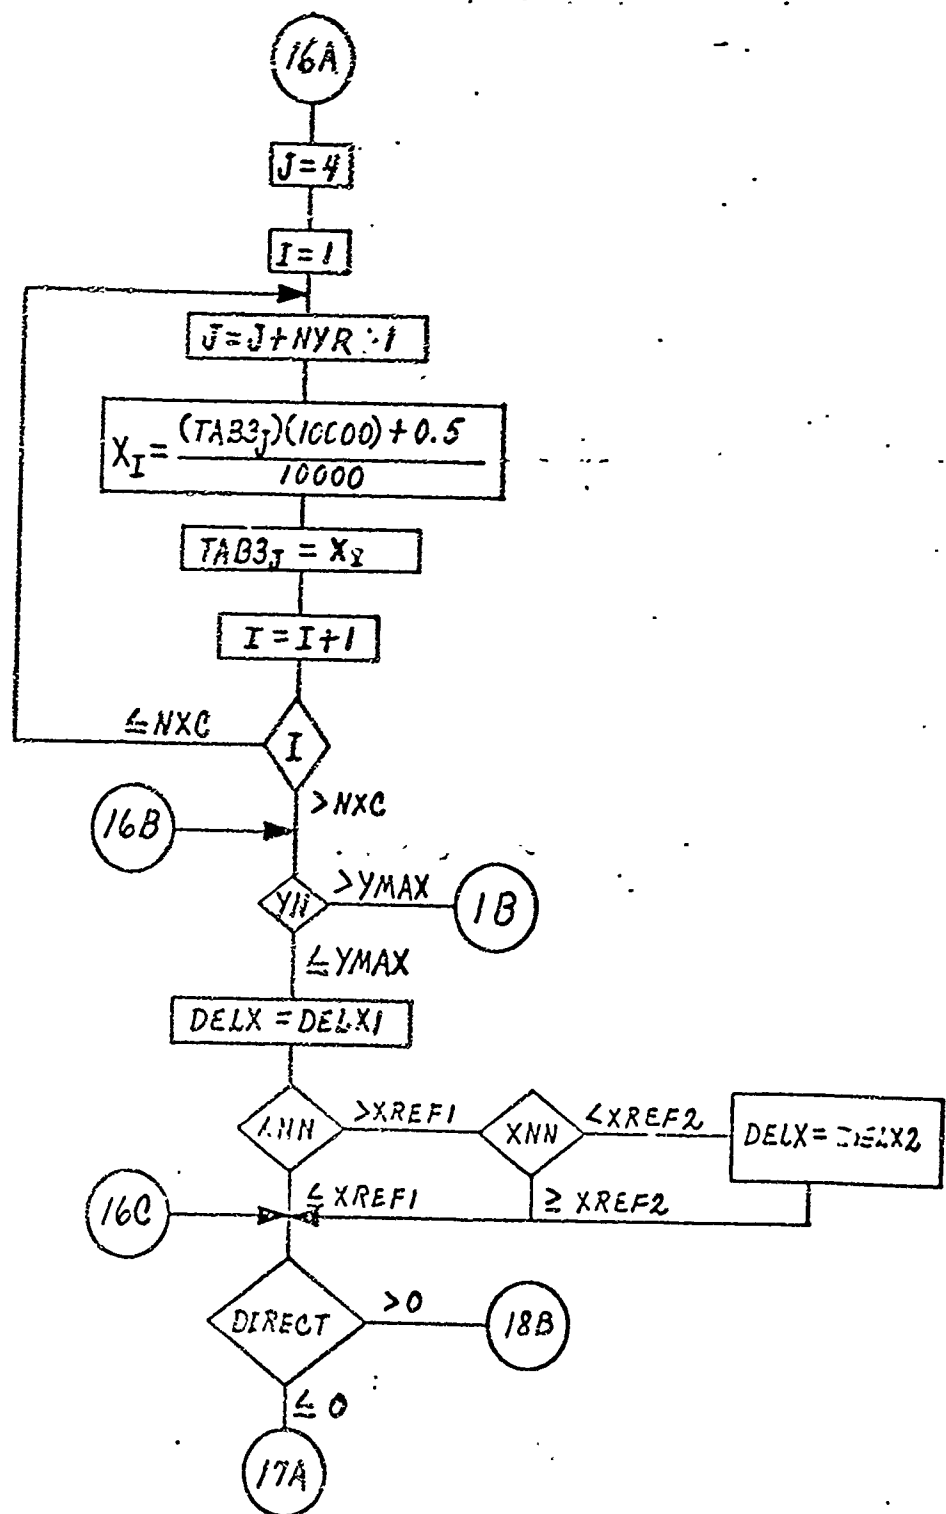 16A
J=4
I=1
J=J+NYR+1
X_I = (TAB3_J)(10000)+0.5
10000
TAB3_J = X_I
I=I+1
≤NXC
I
>NXC
16B
YN
>YMAX
1B
≤YMAX
DELX=DELX1
XNN
>XREF1
XNN
<XREF2
DELX=DELX2
16C
≤XREF1
≥XREF2
DIRECT
>0
18B
≤0
17A